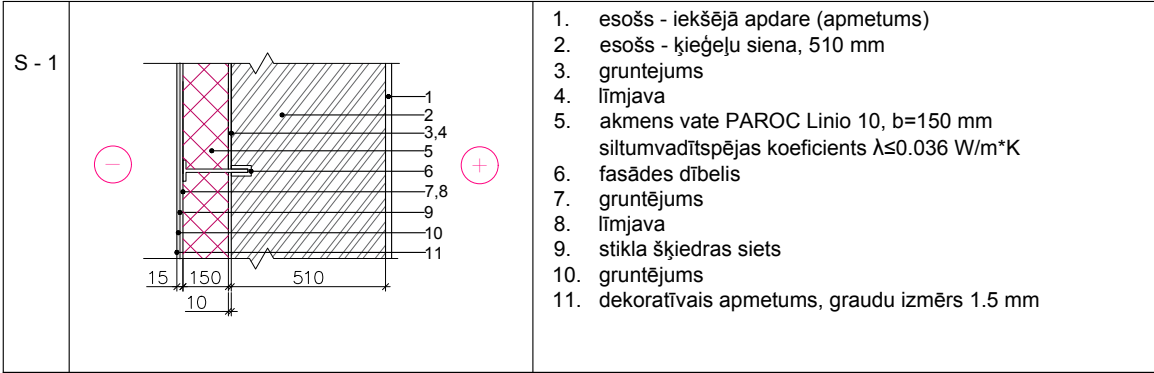 S - 1
1
2
3,4
5
6
7,8
9
10
11
−
+
15 150 510
10
1. esošs - iekšējā apdare (apmetums)
2. esošs - ķieģeļu siena, 510 mm
3. gruntejums
4. līmjava
5. akmens vate PAROC Linio 10, b=150 mm
siltumvadītspējas koeficients λ≤0.036 W/m*K
6. fasādes dībelis
7. gruntējums
8. līmjava
9. stikla šķiedras siets
10. gruntējums
11. dekoratīvais apmetums, graudu izmērs 1.5 mm